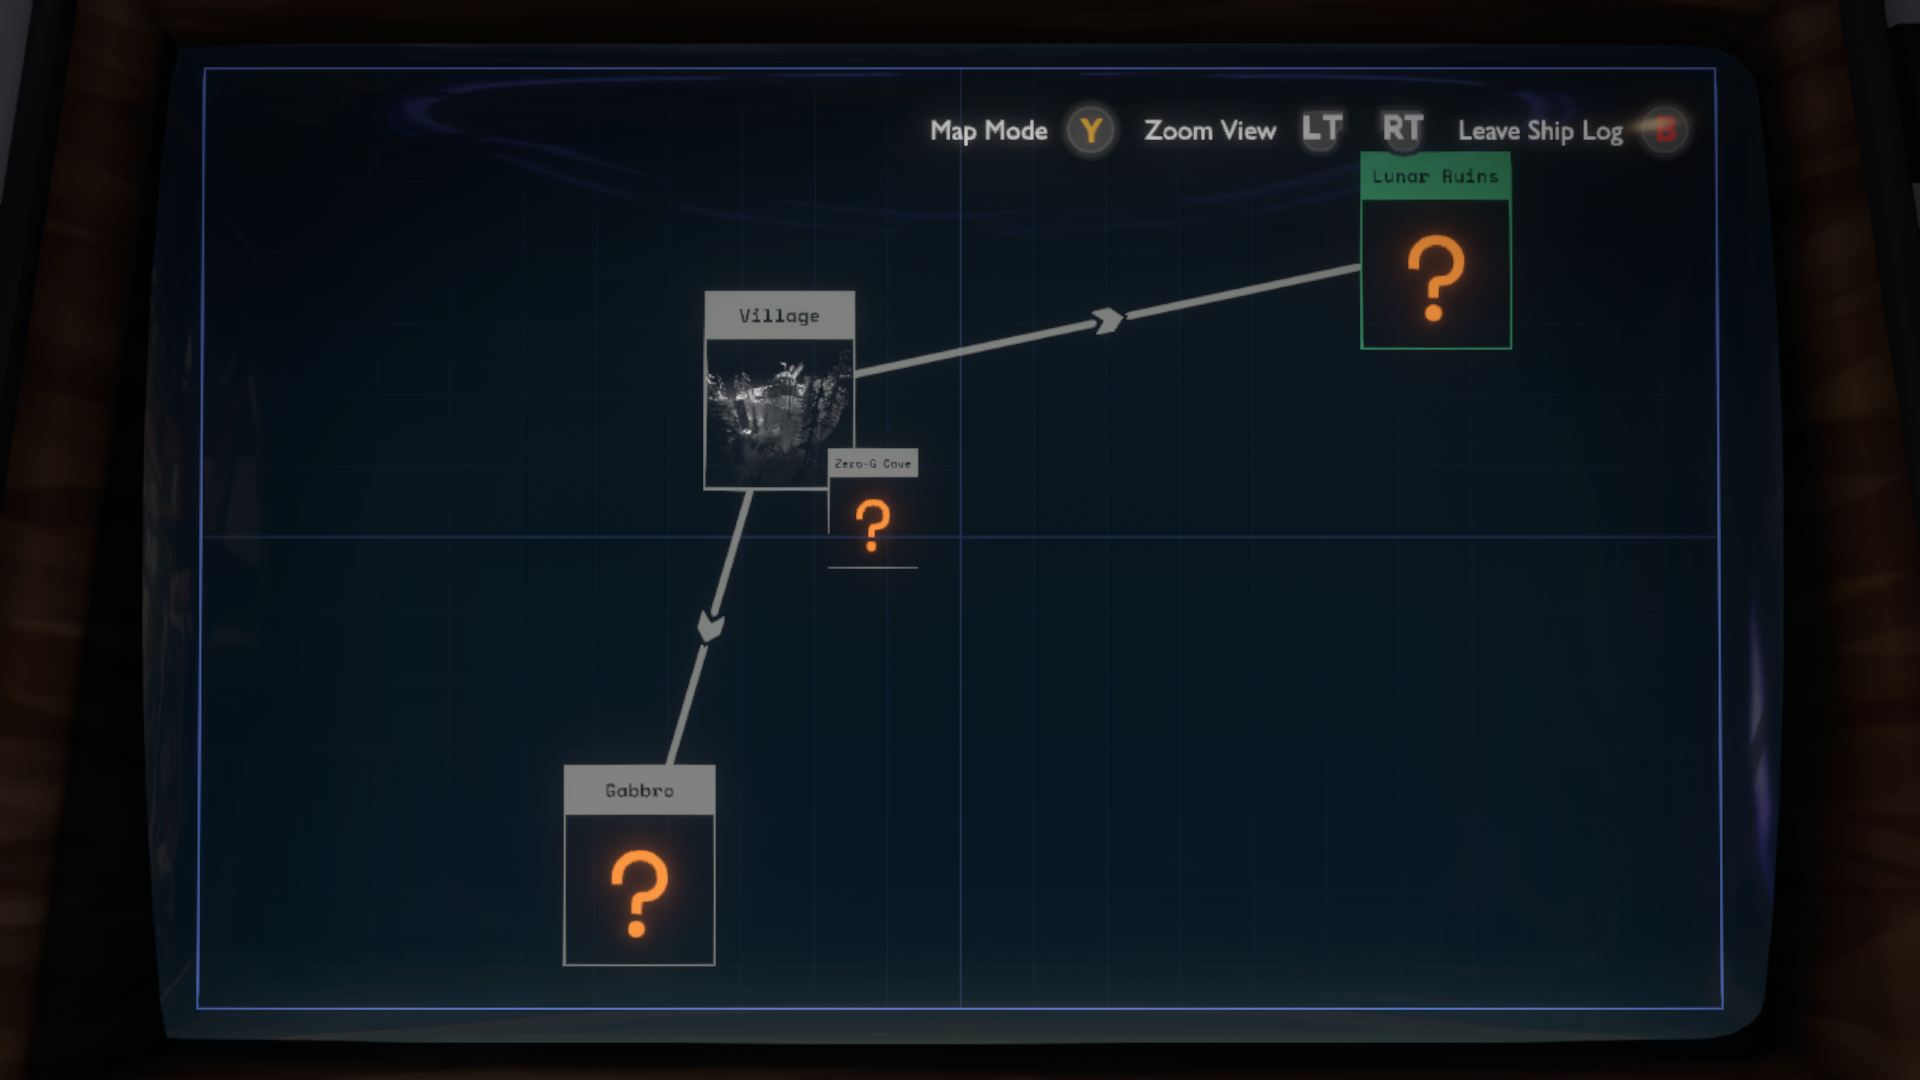 Map Mode Y Zoom View LT RT Leave Ship Log B
Lunar Ruins
?
Village
Zero-G Cave
?
Gabbro
?